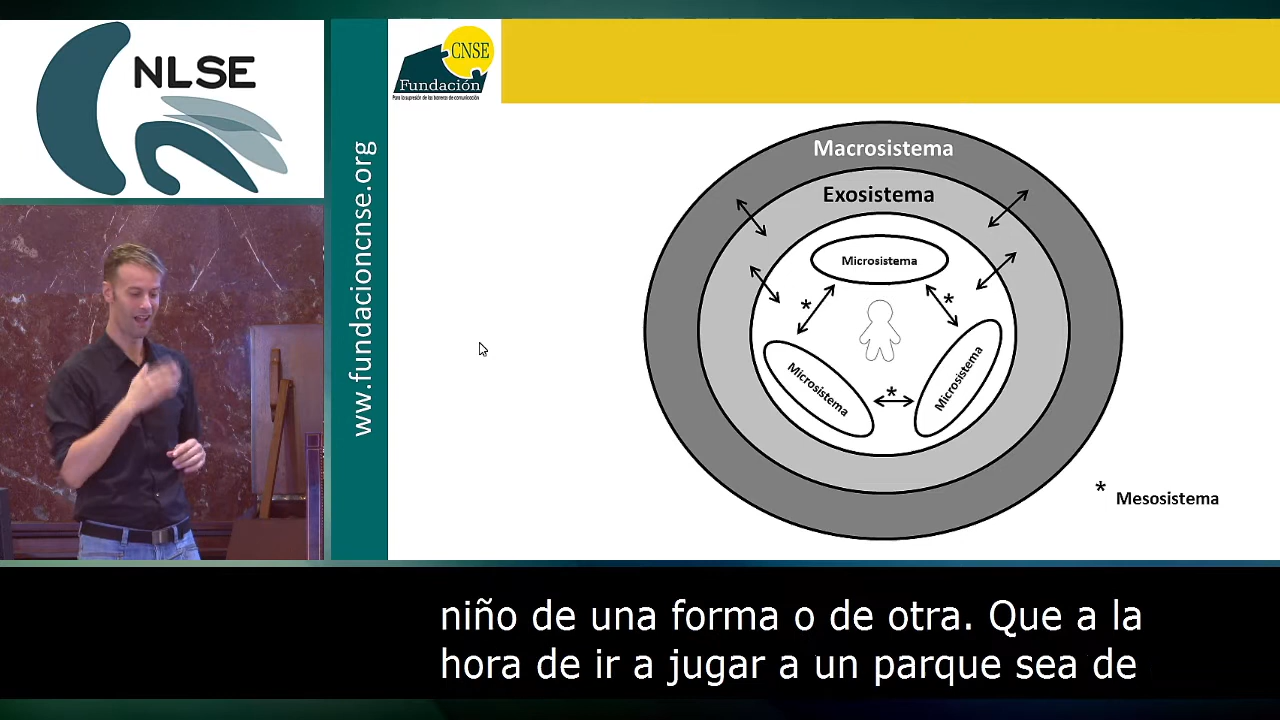 NLSE
CNSE
Fundación
Para la supresión de las barreras de comunicación
www.fundacioncnse.org
Macrosistema
Exosistema
Microsistema
*
*
Microsistema
*
Microsistema
* Mesosistema
niño de una forma o de otra. Que a la
hora de ir a jugar a un parque sea de